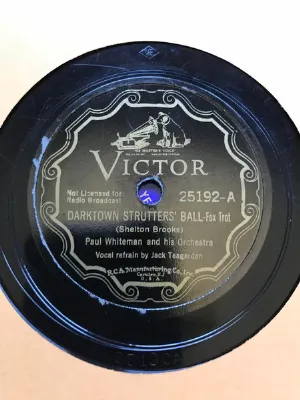 "HIS MASTER'S VOICE"
VICTOR
Not Licensed for
Radio Broadcast
25192-A
DARKTOWN STRUTTERS' BALL-Fox Trot
(Shelton Brooks)
Paul Whiteman and his Orchestra
Vocal refrain by Jack Teagarden
R.C.A. Manufacturing Co., Inc.
Camden, N.J.
U.S.A.